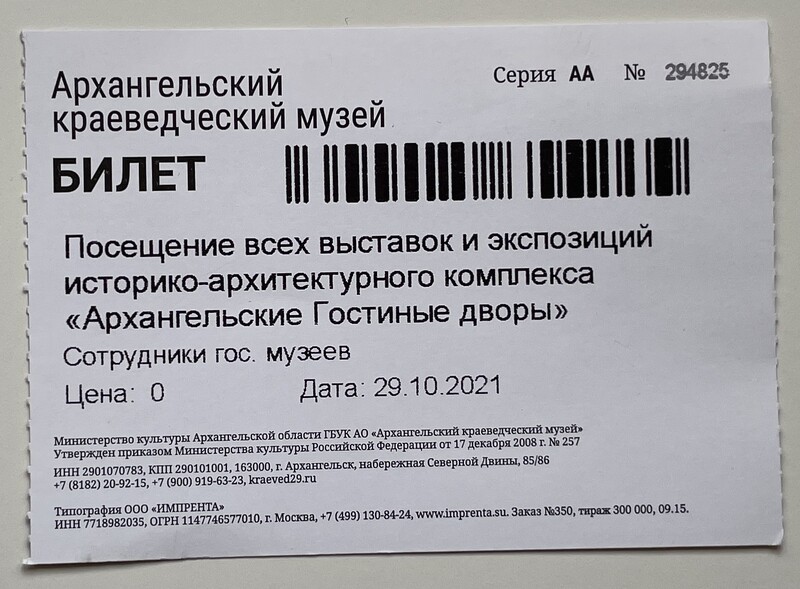 Архангельский
краеведческий музей
Серия АА № 294825
БИЛЕТ
Посещение всех выставок и экспозиций
историко-архитектурного комплекса
«Архангельские Гостиные дворы»
Сотрудники гос. музеев
Цена: 0 Дата: 29.10.2021
Министерство культуры Архангельской области ГБУК АО «Архангельский краеведческий музей»
Утвержден приказом Министерства культуры Российской Федерации от 17 декабря 2008 г. № 257
ИНН 2901070783, КПП 290101001, 163000, г. Архангельск, набережная Северной Двины, 85/86
+7 (8182) 20-92-15, +7 (900) 919-63-23, kraeved29.ru
Типография ООО «ИМПРЕНТА»
ИНН 7718982035, ОГРН 1147746577010, г. Москва, +7 (499) 130-84-24, www.imprenta.su. Заказ №350, тираж 300 000, 09.15.